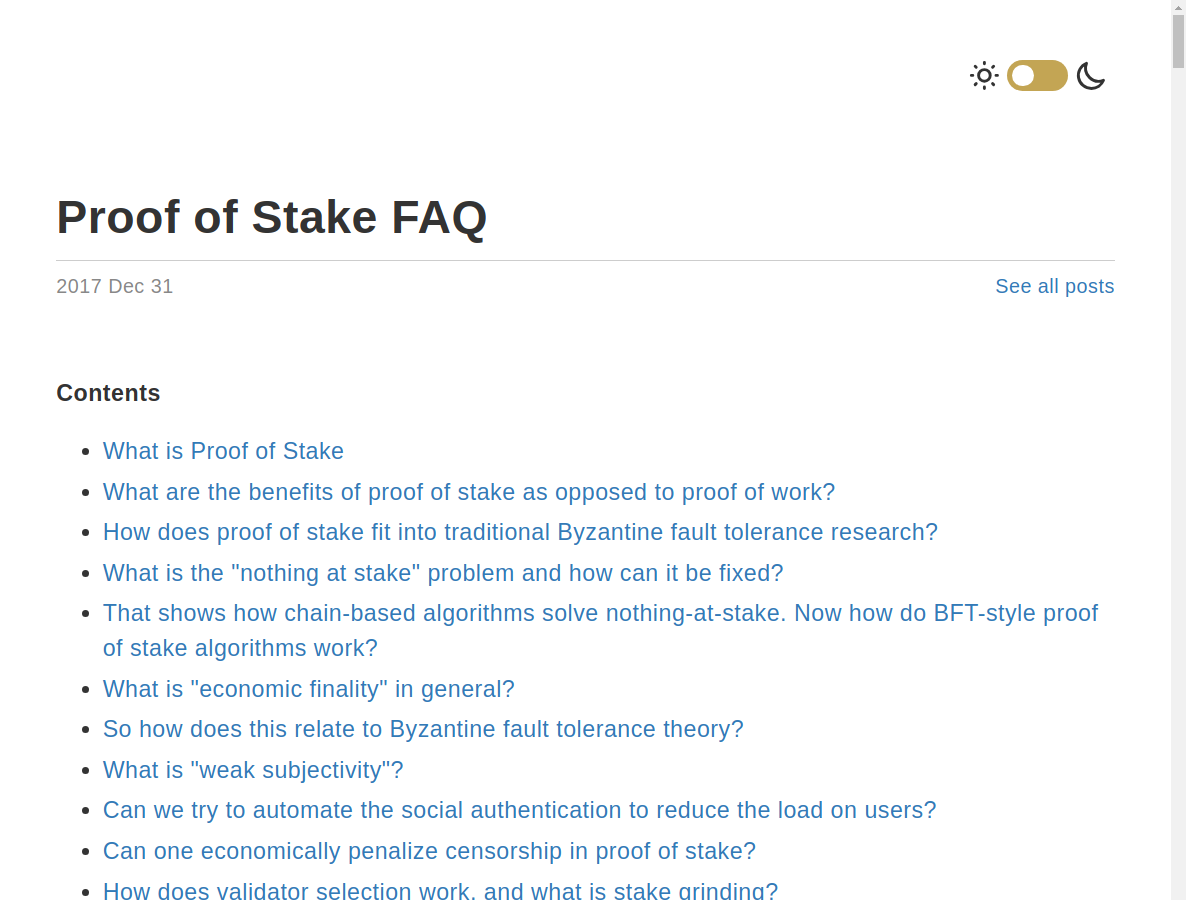 Proof of Stake FAQ
2017 Dec 31
See all posts
Contents
What is Proof of Stake
What are the benefits of proof of stake as opposed to proof of work?
How does proof of stake fit into traditional Byzantine fault tolerance research?
What is the "nothing at stake" problem and how can it be fixed?
That shows how chain-based algorithms solve nothing-at-stake. Now how do BFT-style proof
of stake algorithms work?
What is "economic finality" in general?
So how does this relate to Byzantine fault tolerance theory?
What is "weak subjectivity"?
Can we try to automate the social authentication to reduce the load on users?
Can one economically penalize censorship in proof of stake?
How does validator selection work, and what is stake grinding?